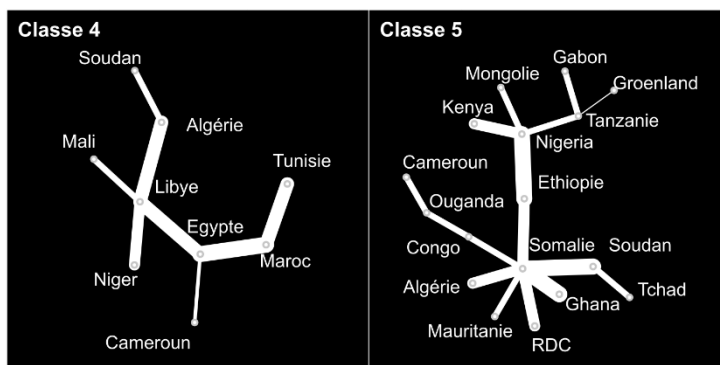 Classe 4
Soudan
Algérie
Mali
Tunisie
Libye
Egypte
Maroc
Niger
Cameroun
Classe 5
Gabon
Mongolie
Groenland
Kenya
Tanzanie
Nigeria
Cameroun
Ethiopie
Ouganda
Congo
Somalie
Soudan
Algérie
Ghana
Tchad
Mauritanie
RDC